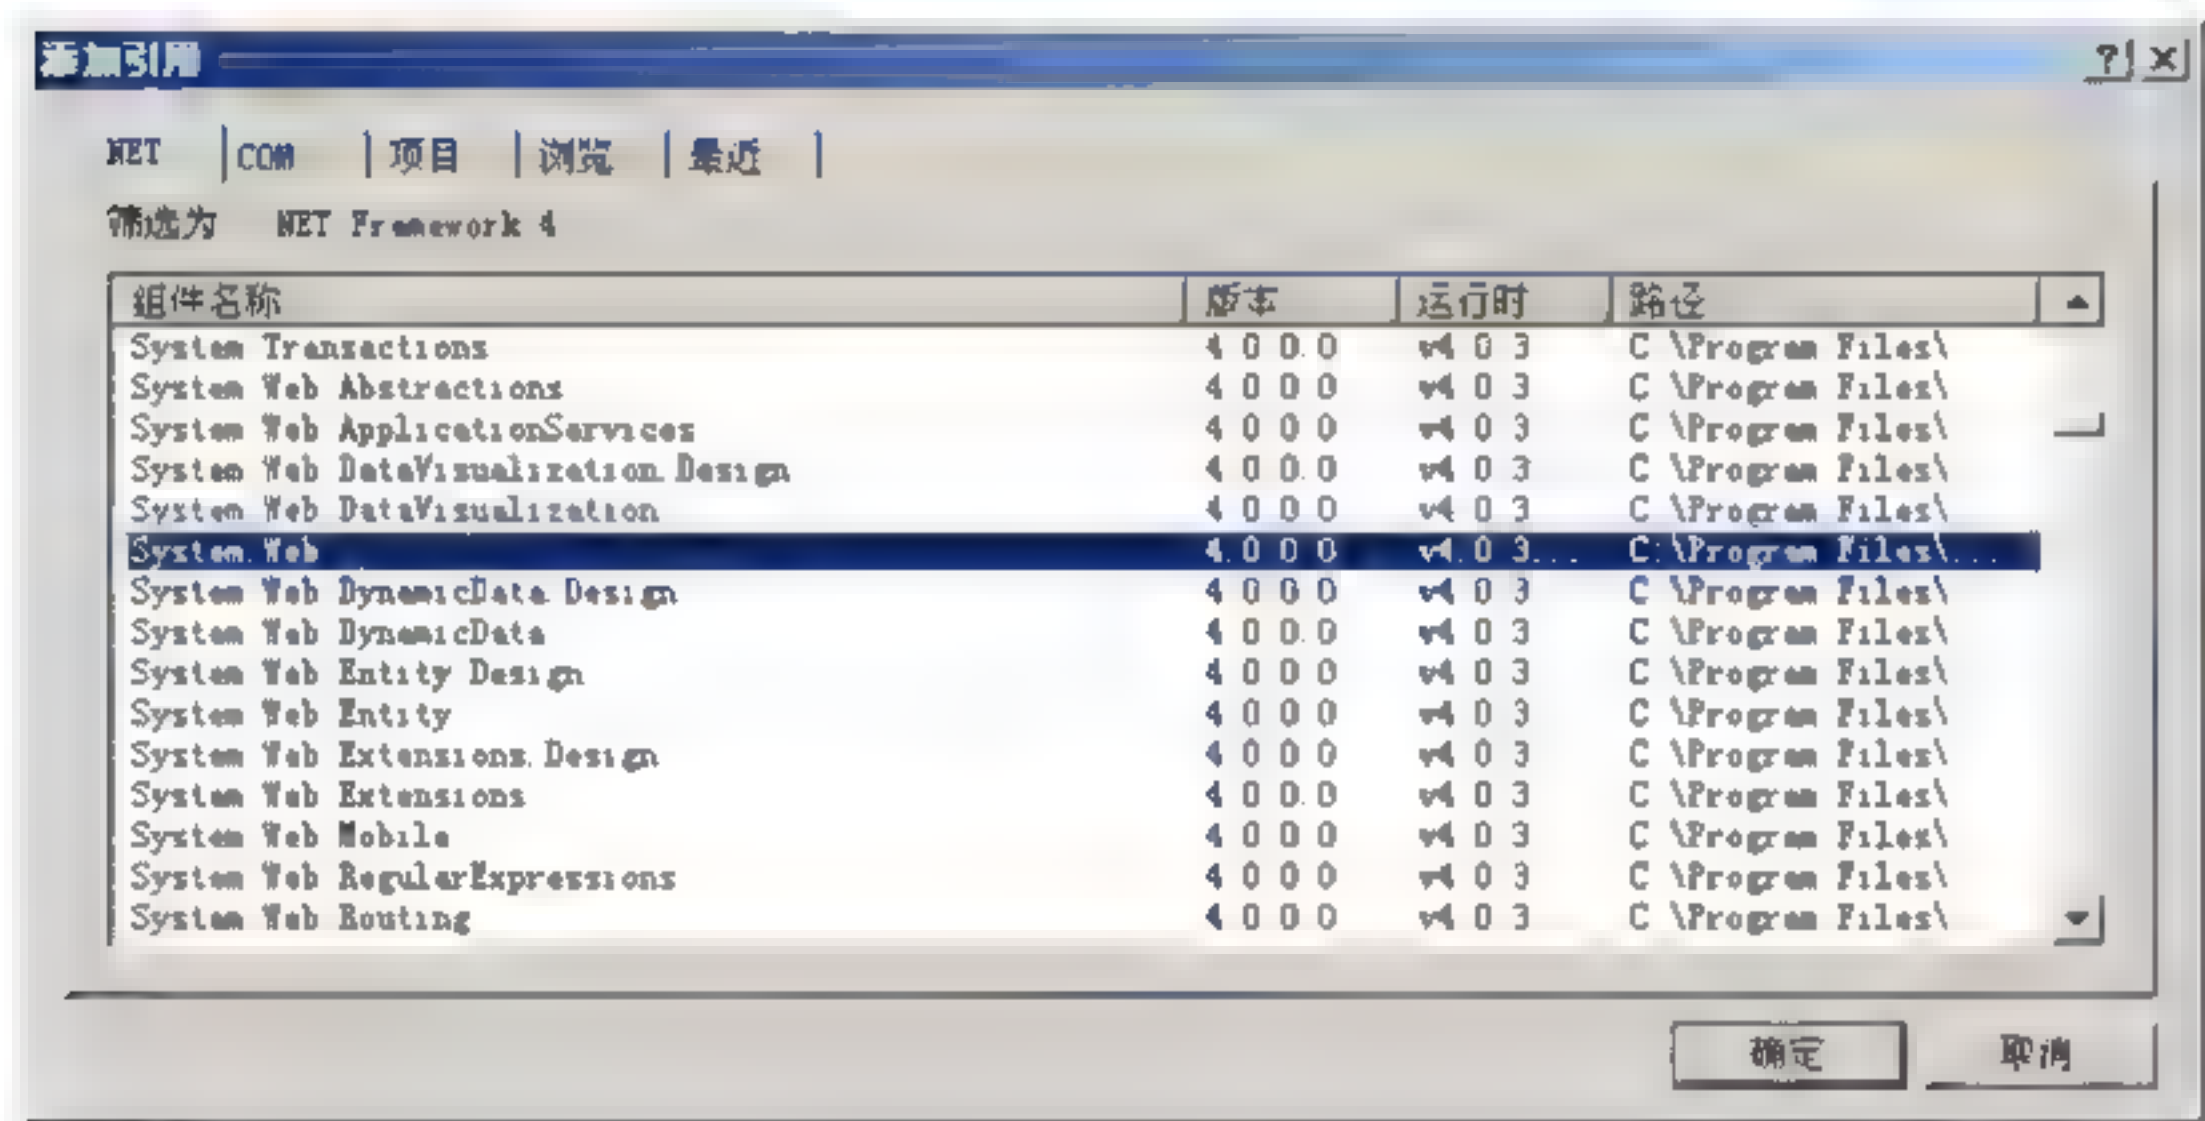 添加引用
NET COM 项目 浏览 最近
筛选为 NET Framework 4
组件名称 版本 运行时 路径
System Transactions 4 0 0.0 v4 0 3 C \Program Files\
System Web Abstractions 4 0 0 0 v4 0 3 C \Program Files\
System Web ApplicationServices 4 0 0 0 v4 0 3 C \Program Files\
System Web DataVisualization.Design 4 0 0.0 v4 0 3 C \Program Files\
System Web DataVisualization 4 0 0 0 v4 0 3 C \Program Files\
System.Web 4.0 0 0 v4.0 3... C:\Program Files\...
System Web DynamicData Design 4 0 0 0 v4 0 3 C \Program Files\
System Web DynamicData 4 0 0.0 v4 0 3 C \Program Files\
System Web Entity Design 4 0 0 0 v4 0 3 C \Program Files\
System Web Entity 4 0 0 0 v4 0 3 C \Program Files\
System Web Extensions.Design 4 0 0 0 v4 0 3 C \Program Files\
System Web Extensions 4 0 0.0 v4 0 3 C \Program Files\
System Web Mobile 4 0 0 0 v4 0 3 C \Program Files\
System Web RegularExpressions 4 0 0 0 v4 0 3 C \Program Files\
System Web Routing 4 0 0 0 v4 0 3 C \Program Files\
确定 取消